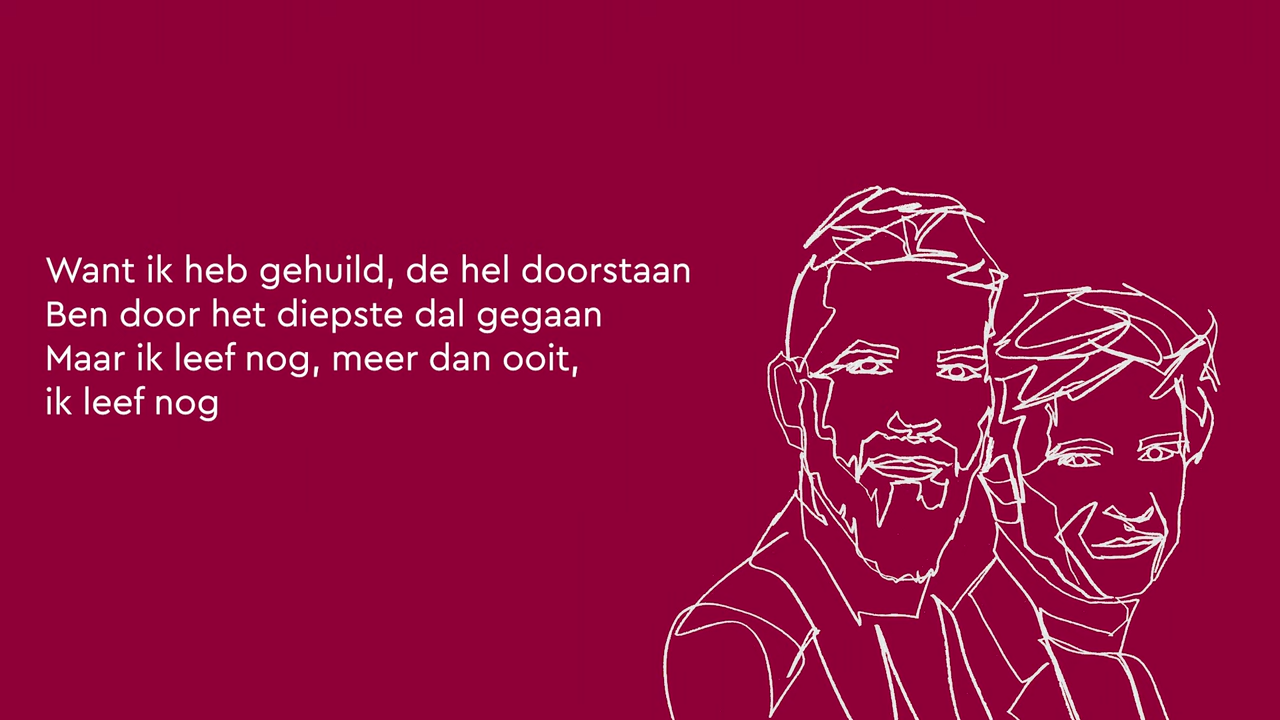 Want ik heb gehuild, de hel doorstaan
Ben door het diepste dal gegaan
Maar ik leef nog, meer dan ooit,
ik leef nog